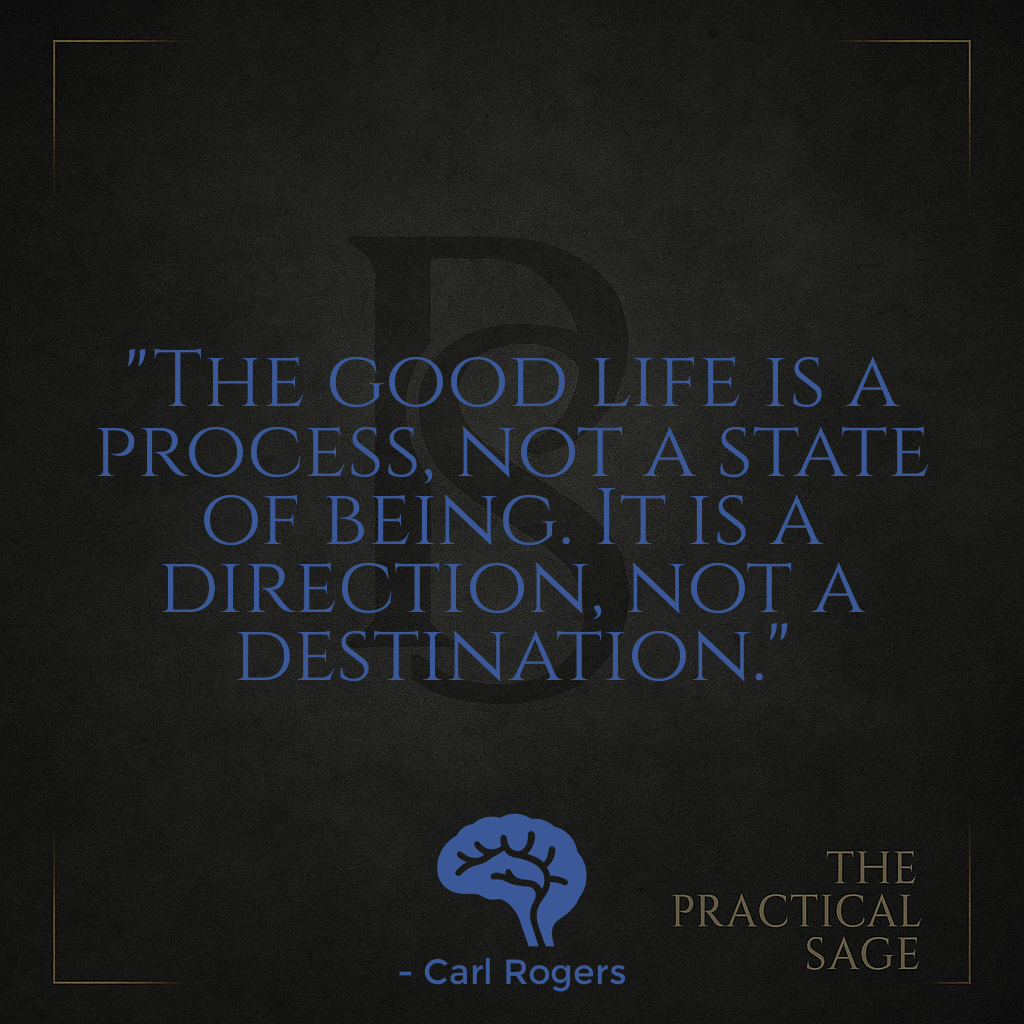 "The good life is a
process, not a state
of being. It is a
direction, not a
destination."
- Carl Rogers
THE
PRACTICAL
SAGE
PS